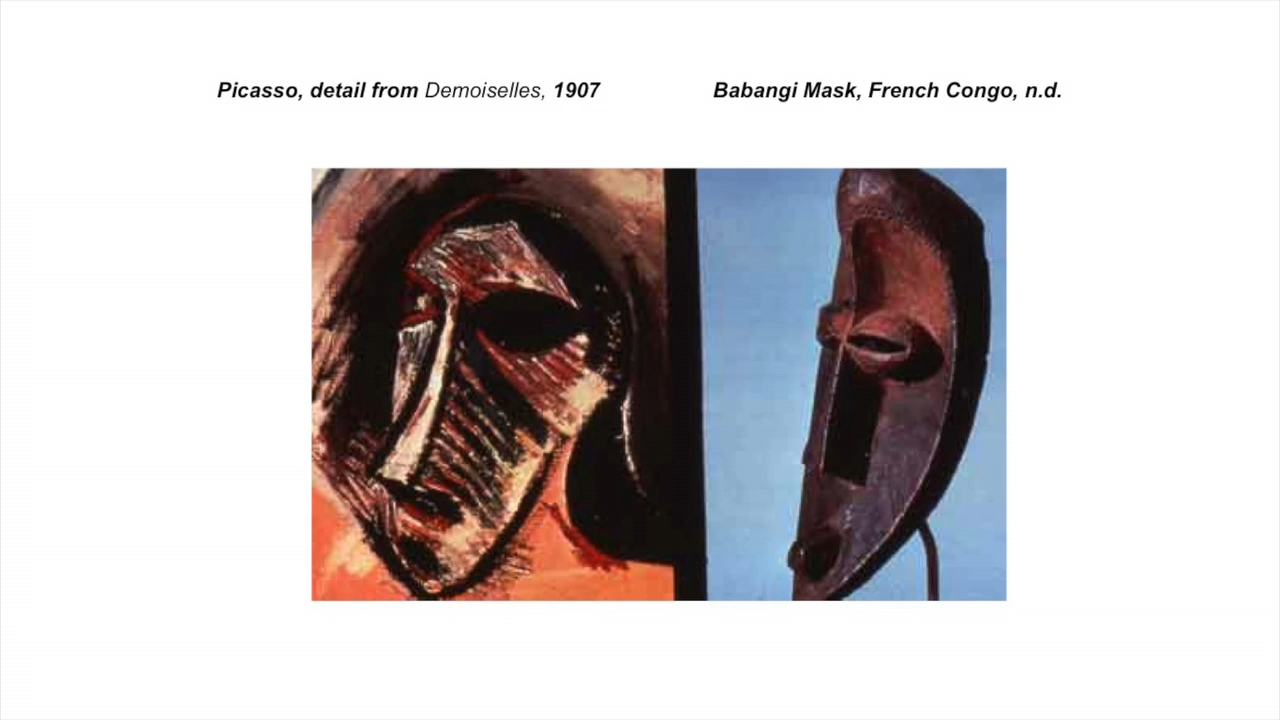 Picasso, detail from Demoiselles, 1907
Babangi Mask, French Congo, n.d.